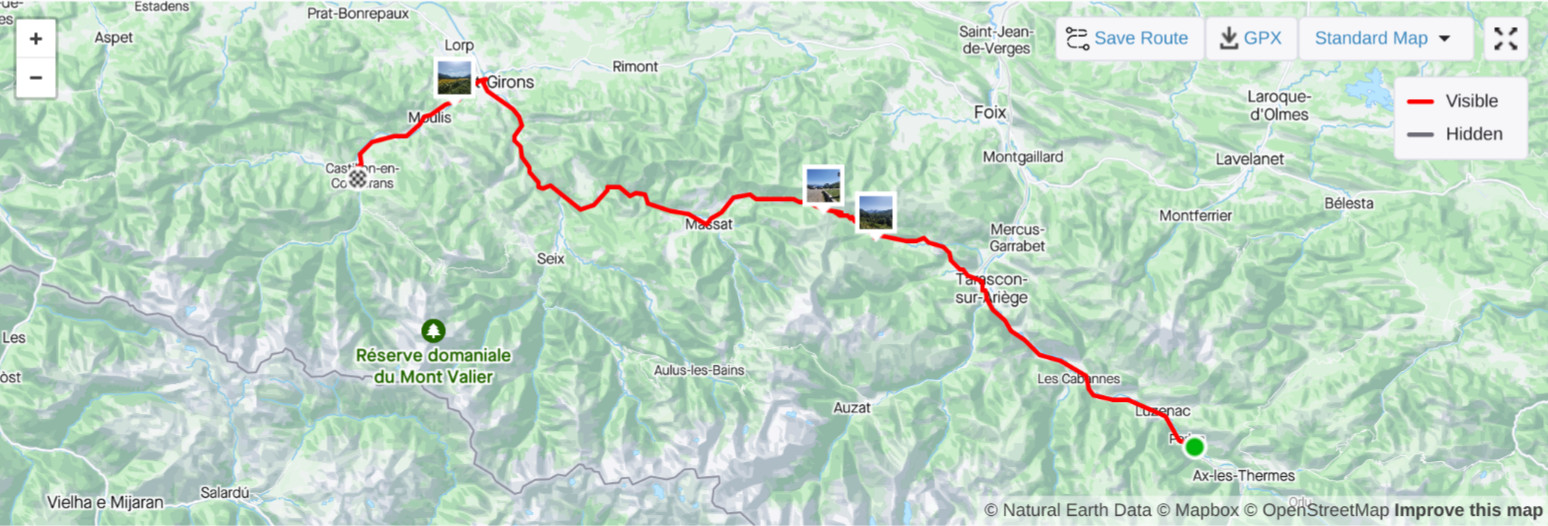 Estadens
Prat-Bonrepaux
Aspet
Lorp
Rimont
Saint-Jean-
de-Verges
Save Route
GPX
Standard Map
+
−
Girons
Moulis
Foix
Laroque-
d'Olmes
Visible
Hidden
Montgaillard
Lavelanet
Bélesta
Montferrier
Massat
Mercus-
Garrabet
Seix
Tarascon-
sur-Ariège
Les
Réserve domaniale
du Mont Valier
Aulus-les-Bains
Les Cabannes
Auzat
Luzenac
Ax-les-Thermes
Vielha e Mijaran
Salardú
© Natural Earth Data © Mapbox © OpenStreetMap Improve this map